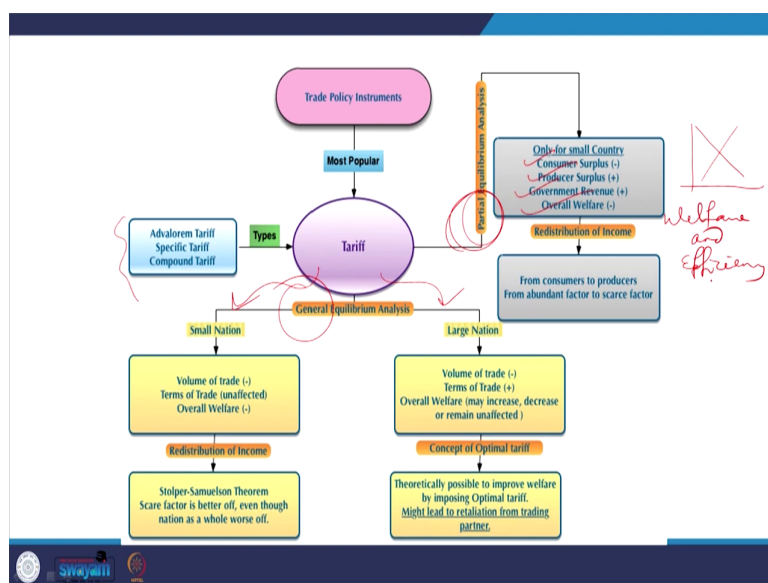 Trade Policy Instruments
Most Popular
Advalorem Tariff
Specific Tariff
Compound Tariff
Types
Tariff
Partial Equilibrium Analysis
Only for small Country
Consumer Surplus (-)
Producer Surplus (+)
Government Revenue (+)
Overall Welfare (-)
Welfare
and
Redistribution of Income
From consumers to producers
From abundant factor to scarce factor
General Equilibrium Analysis
Small Nation
Large Nation
Volume of trade (-)
Terms of Trade (unaffected)
Overall Welfare (-)
Volume of trade (-)
Terms of Trade (+)
Overall Welfare (may increase, decrease
or remain unaffected )
Redistribution of Income
Concept of Optimal tariff
Stolper-Samuelson Theorem
Scare factor is better off, even though
nation as a whole worse off.
Theoretically possible to improve welfare
by imposing Optimal tariff.
Might lead to retaliation from trading
partner.
swayam